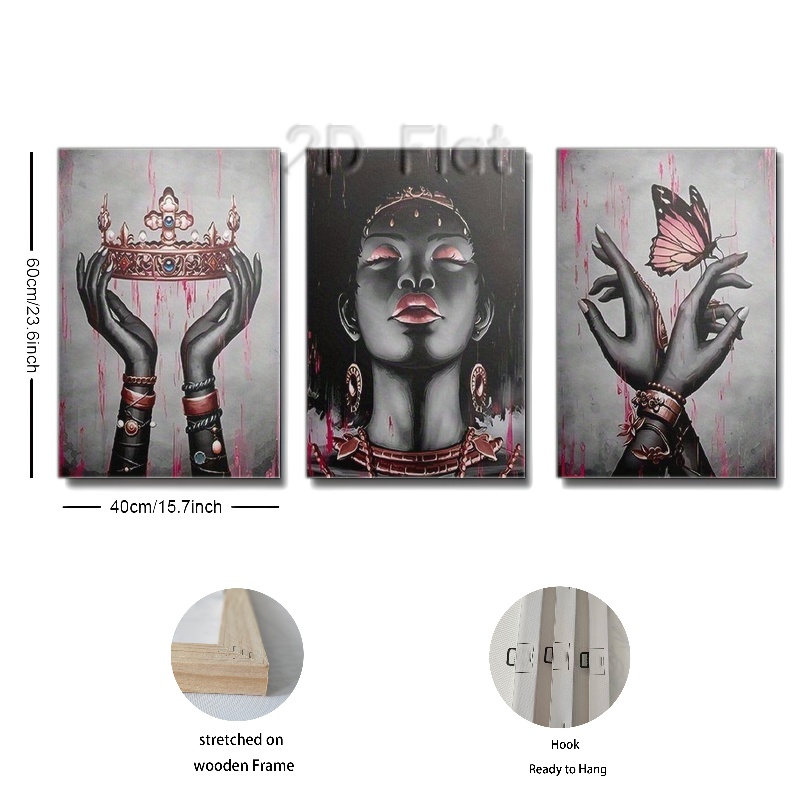 2D Flat
60cm/23.6inch
40cm/15.7inch
stretched on
wooden Frame
Hook
Ready to Hang